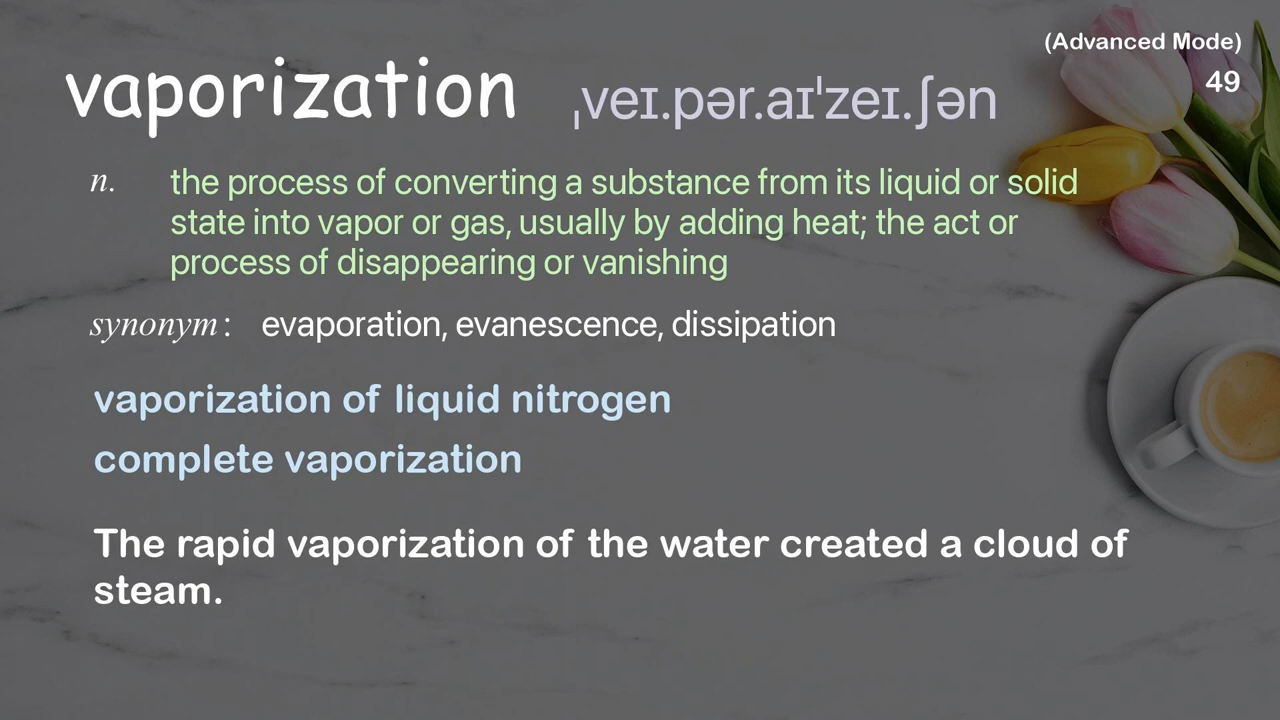 (Advanced Mode)
49
vaporization ˌveɪ.pər.aɪˈzeɪ.ʃən
n. the process of converting a substance from its liquid or solid
state into vapor or gas, usually by adding heat; the act or
process of disappearing or vanishing
synonym : evaporation, evanescence, dissipation
vaporization of liquid nitrogen
complete vaporization
The rapid vaporization of the water created a cloud of
steam.